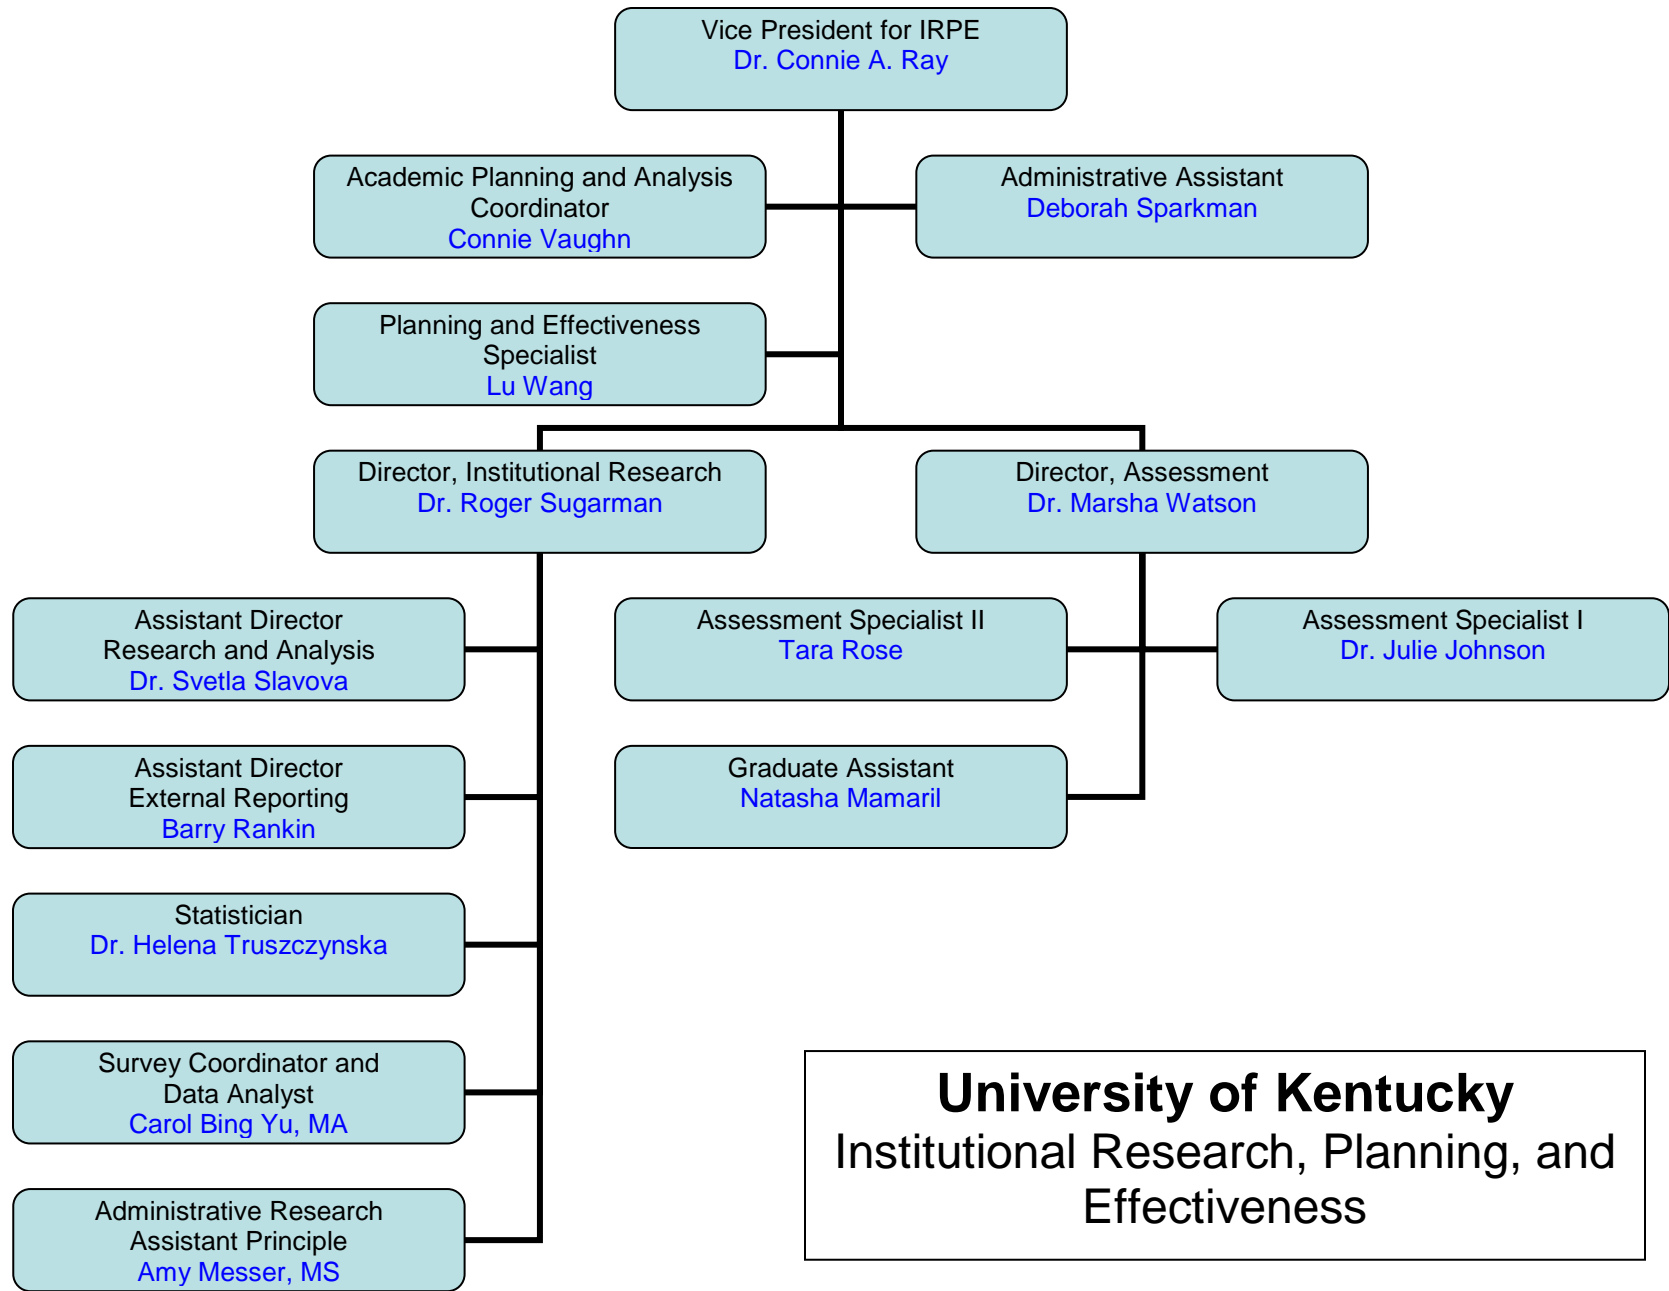 Vice President for IRPE
Dr. Connie A. Ray
Academic Planning and Analysis
Coordinator
Connie Vaughn
Administrative Assistant
Deborah Sparkman
Planning and Effectiveness
Specialist
Lu Wang
Director, Institutional Research
Dr. Roger Sugarman
Director, Assessment
Dr. Marsha Watson
Assistant Director
Research and Analysis
Dr. Svetla Slavova
Assessment Specialist II
Tara Rose
Assessment Specialist I
Dr. Julie Johnson
Assistant Director
External Reporting
Barry Rankin
Graduate Assistant
Natasha Mamaril
Statistician
Dr. Helena Truszczynska
Survey Coordinator and
Data Analyst
Carol Bing Yu, MA
Administrative Research
Assistant Principle
Amy Messer, MS
University of Kentucky
Institutional Research, Planning, and
Effectiveness